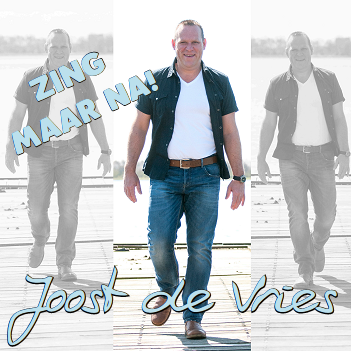 ZING
MAAR NA!
Joost de Vries